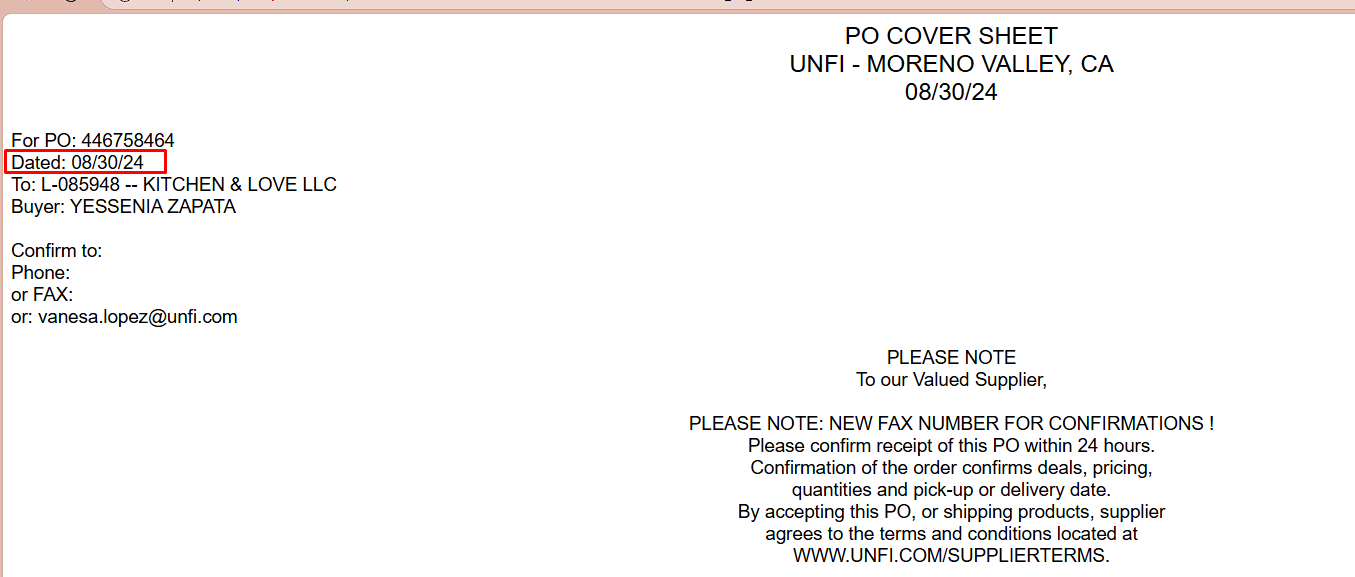 PO COVER SHEET
UNFI - MORENO VALLEY, CA
08/30/24
For PO: 446758464
Dated: 08/30/24
To: L-085948 -- KITCHEN & LOVE LLC
Buyer: YESSENIA ZAPATA
Confirm to:
Phone:
or FAX:
or: vanesa.lopez@unfi.com
PLEASE NOTE
To our Valued Supplier,
PLEASE NOTE: NEW FAX NUMBER FOR CONFIRMATIONS !
Please confirm receipt of this PO within 24 hours.
Confirmation of the order confirms deals, pricing,
quantities and pick-up or delivery date.
By accepting this PO, or shipping products, supplier
agrees to the terms and conditions located at
WWW.UNFI.COM/SUPPLIERTERMS.